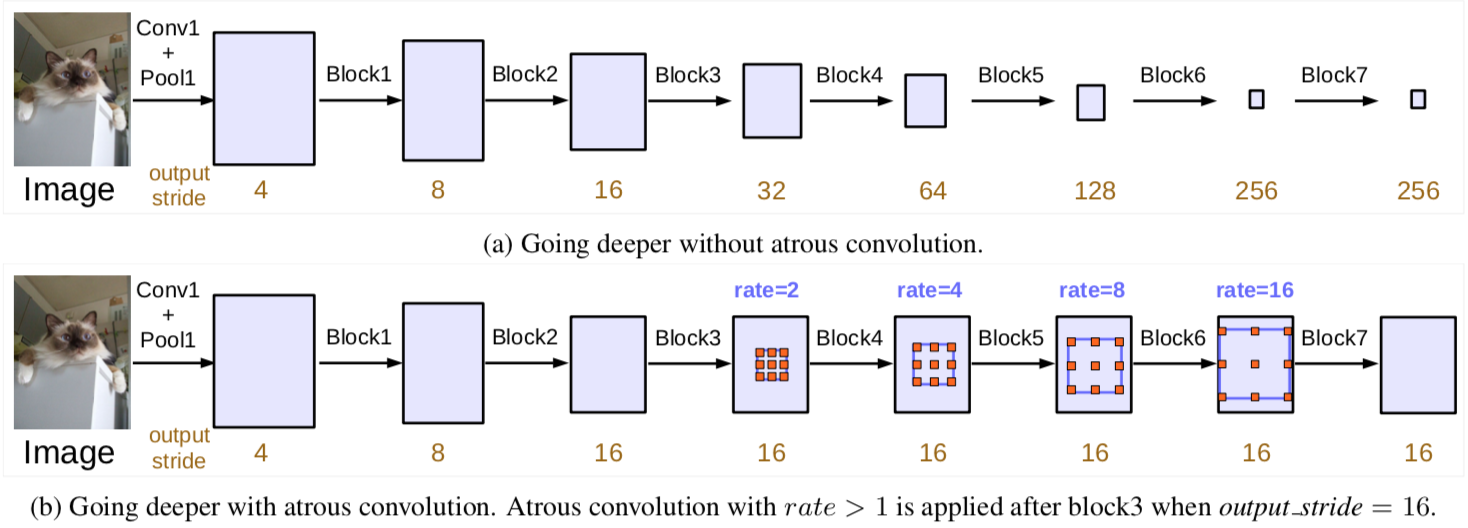 Conv1
+
Pool1
Block1 Block2 Block3 Block4 Block5 Block6 Block7
Image
output
stride
4 8 16 32 64 128 256 256
(a) Going deeper without atrous convolution.
rate=2 rate=4 rate=8 rate=16
Conv1
+
Pool1
Block1 Block2 Block3 Block4 Block5 Block6 Block7
Image
output
stride
4 8 16 16 16 16 16 16
(b) Going deeper with atrous convolution. Atrous convolution with rate > 1 is applied after block3 when output_stride = 16.